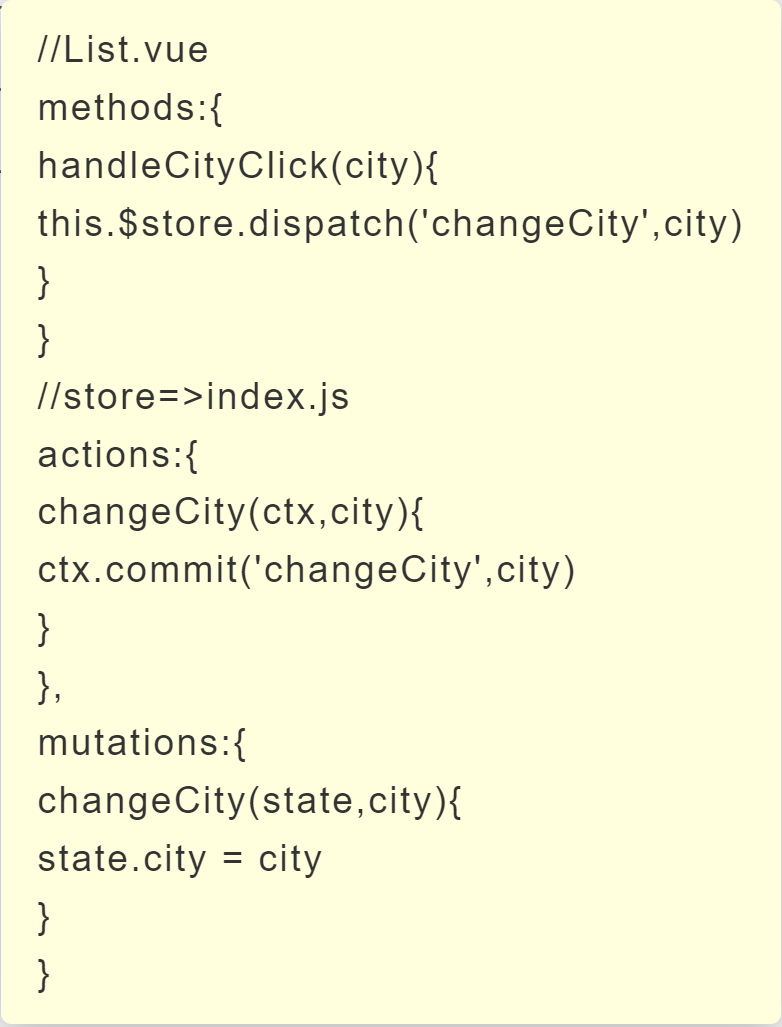 //List.vue
methods:{
handleCityClick(city){
this.$store.dispatch('changeCity',city)
}
}
//store=>index.js
actions:{
changeCity(ctx,city){
ctx.commit('changeCity',city)
}
},
mutations:{
changeCity(state,city){
state.city = city
}
}